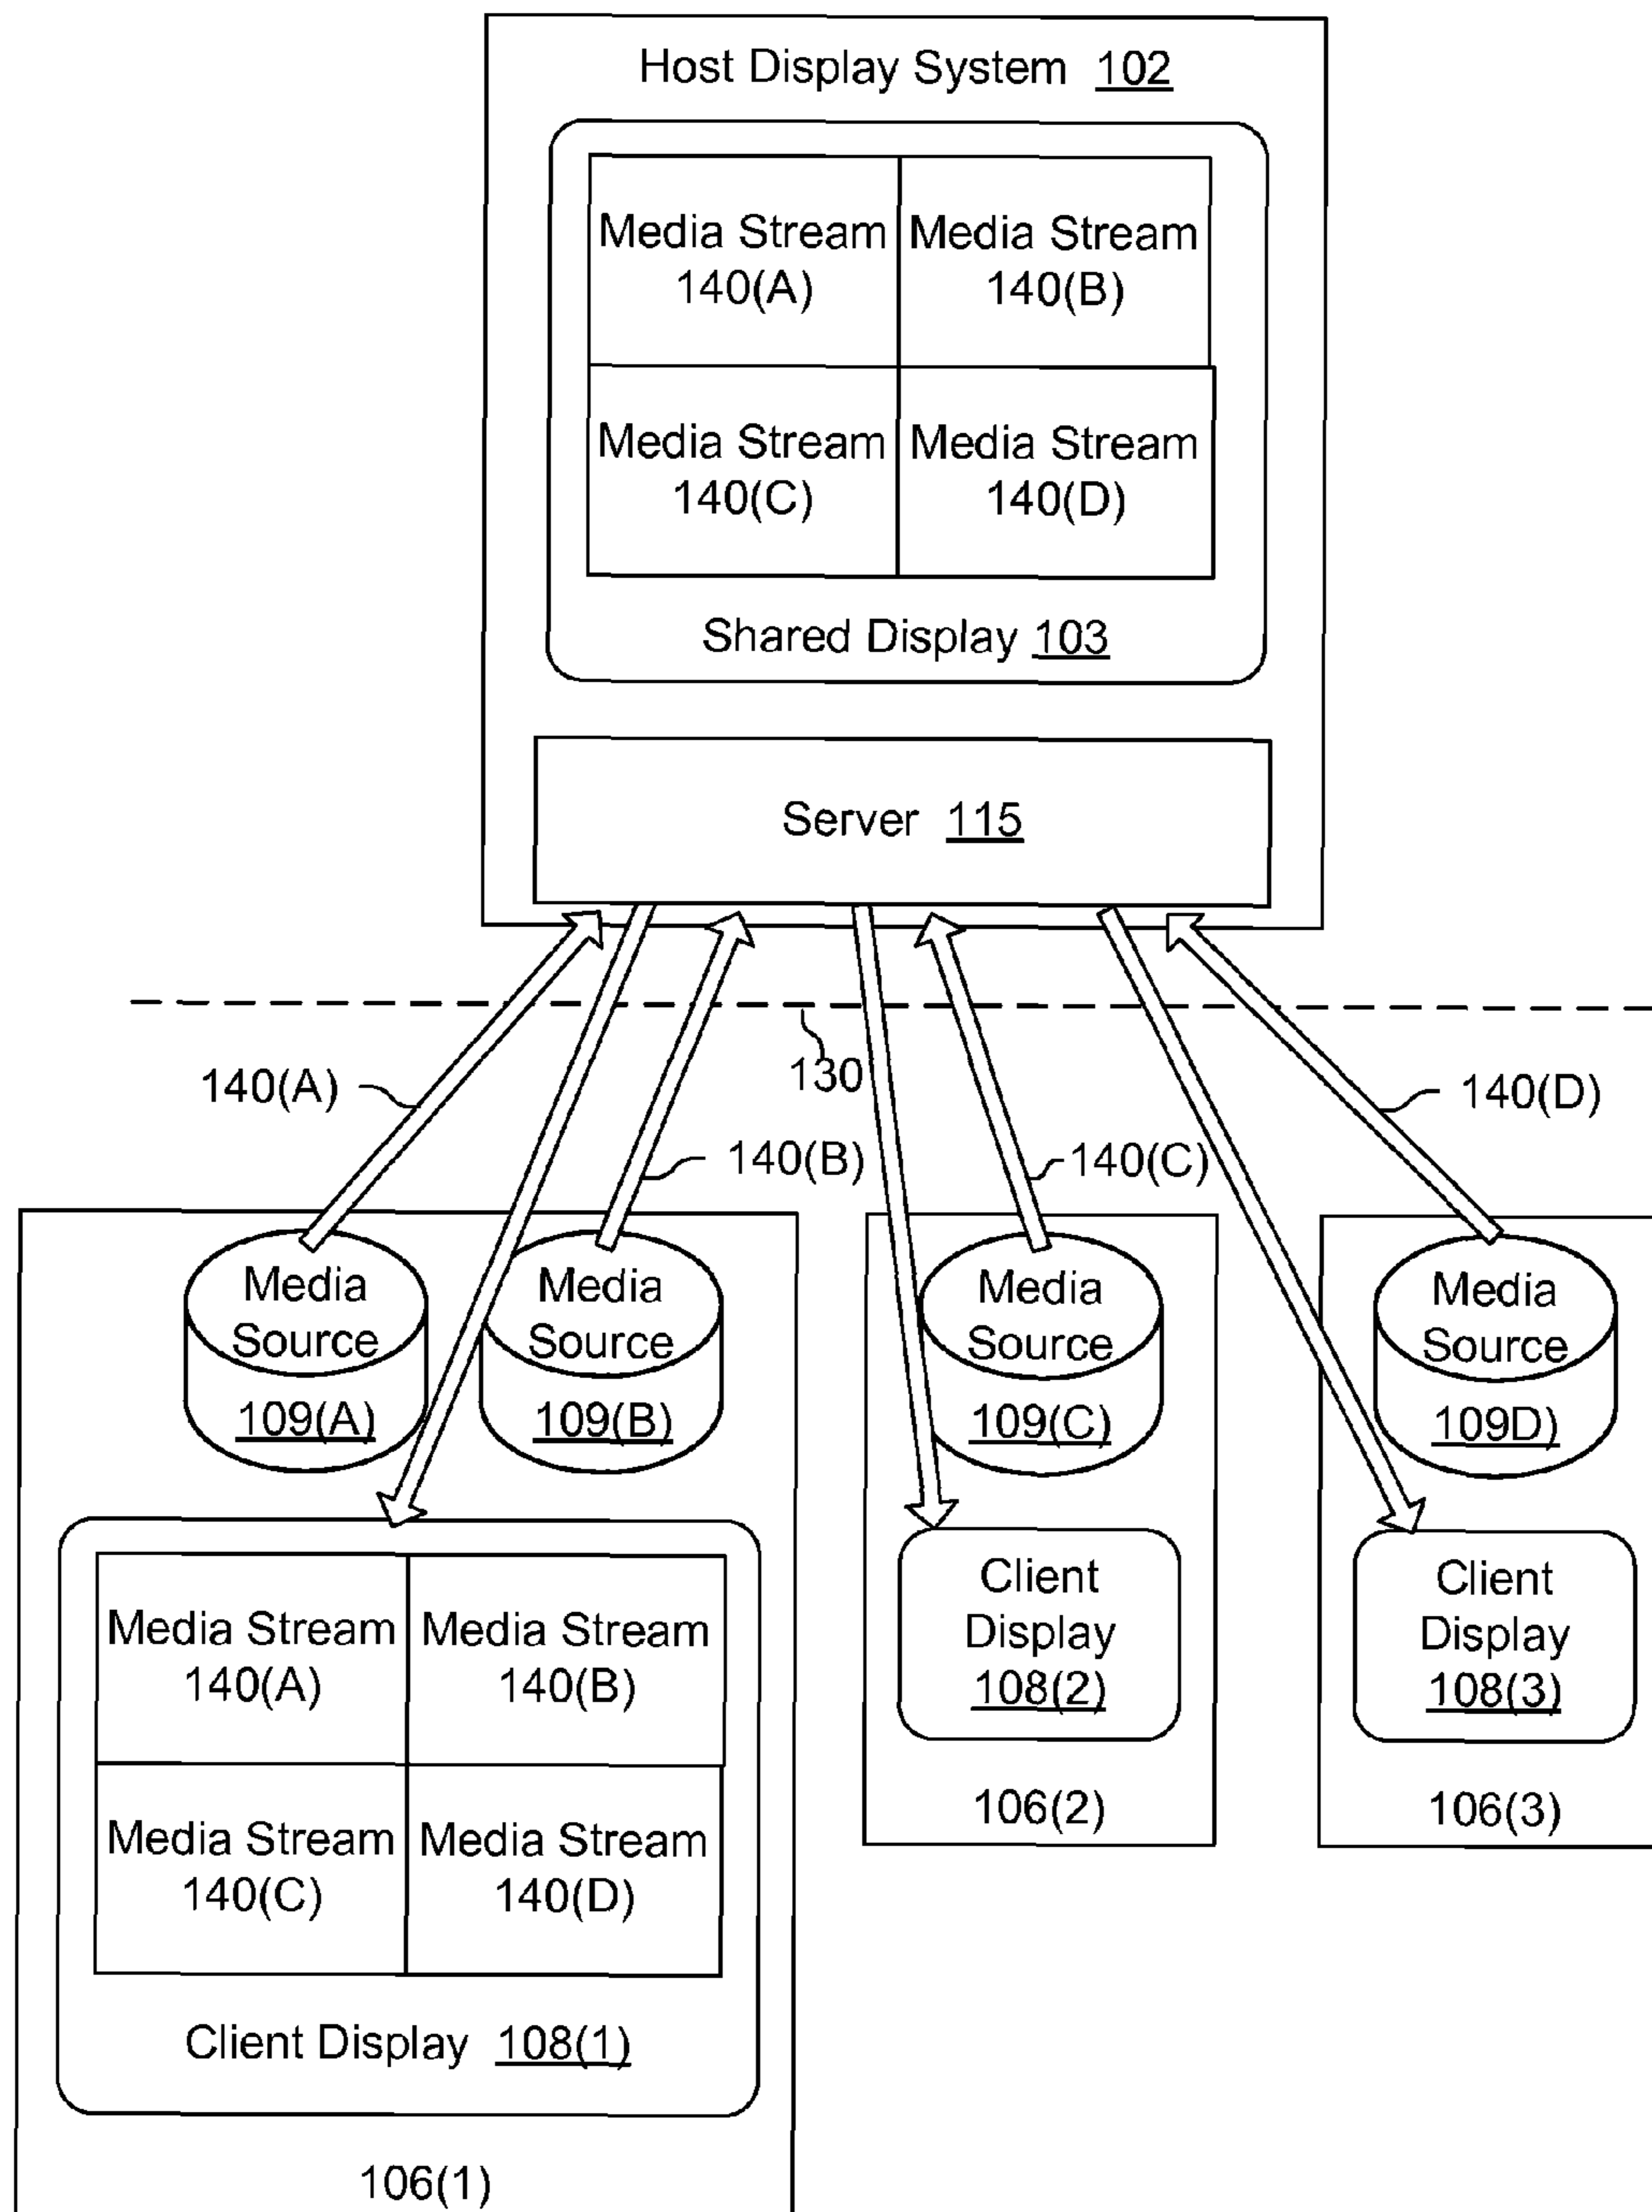 Host Display System 102
Media Stream
140(A)
Media Stream
140(B)
Media Stream
140(C)
Media Stream
140(D)
Shared Display 103
Server 115
130
140(A)
140(B)
140(C)
140(D)
Media
Source
109(A)
Media
Source
109(B)
Media
Source
109(C)
Media
Source
109D)
Media Stream
140(A)
Media Stream
140(B)
Media Stream
140(C)
Media Stream
140(D)
Client Display 108(1)
106(1)
Client
Display
108(2)
106(2)
Client
Display
108(3)
106(3)